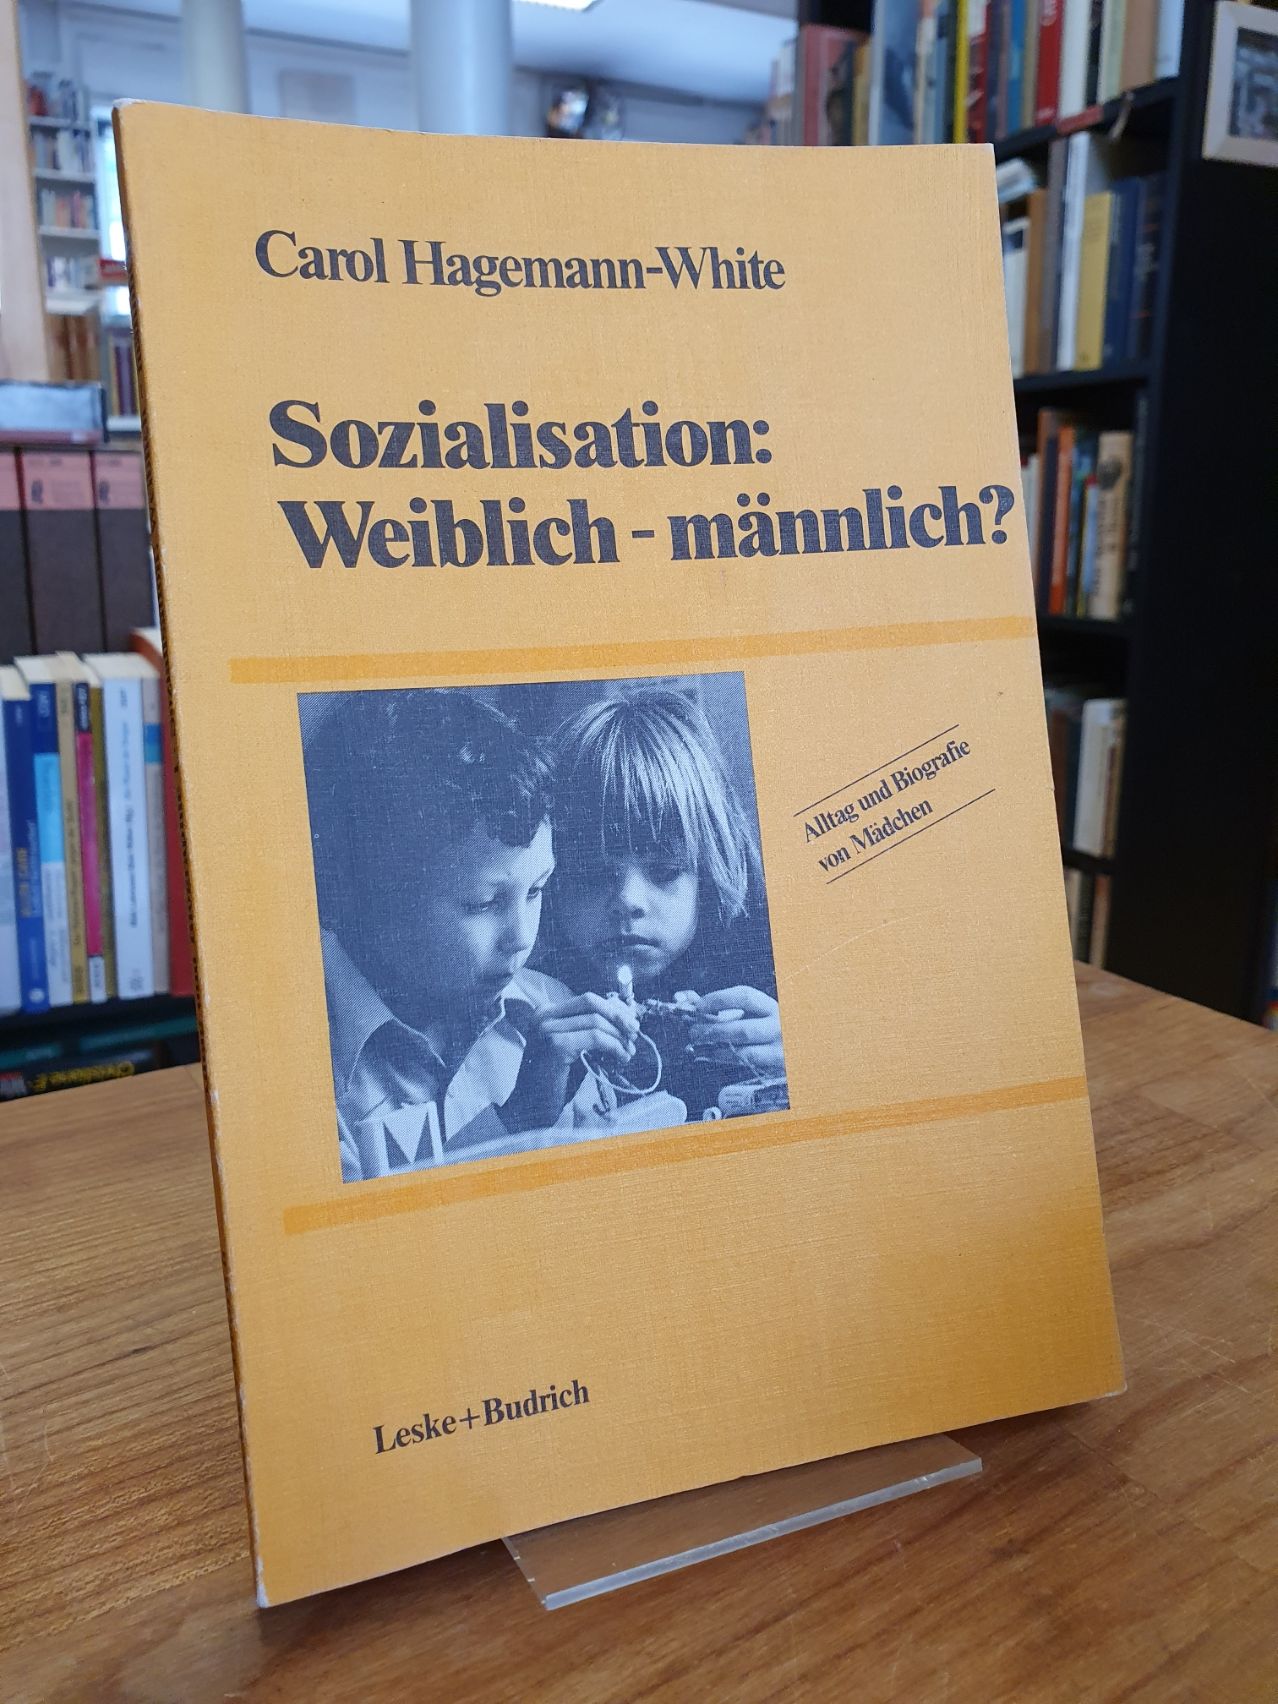 Carol Hagemann-White
Sozialisation:
Weiblich - männlich?
Alltag und Biografie
von Mädchen
M
Leske+Budrich